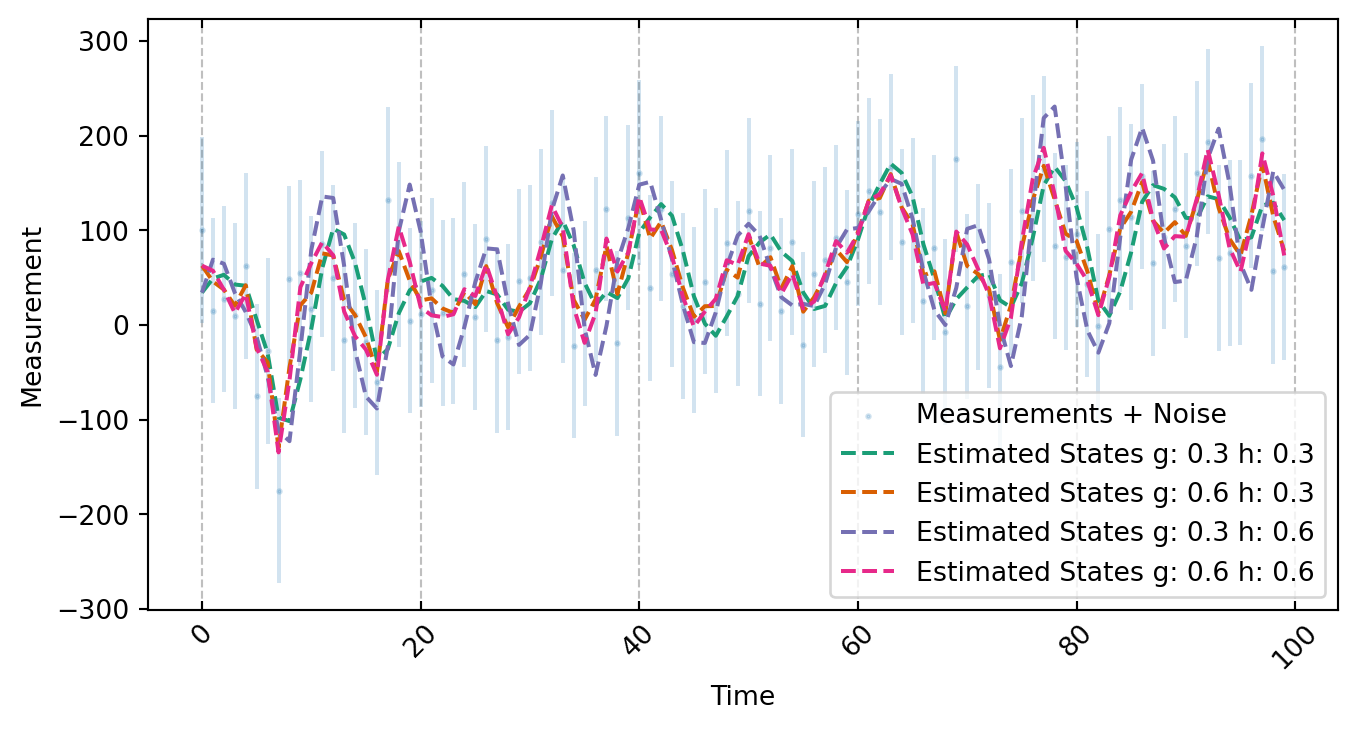 300
200
100
0
−100
−200
−300
Measurement
0
20
40
60
80
100
Time
Measurements + Noise
Estimated States g: 0.3 h: 0.3
Estimated States g: 0.6 h: 0.3
Estimated States g: 0.3 h: 0.6
Estimated States g: 0.6 h: 0.6